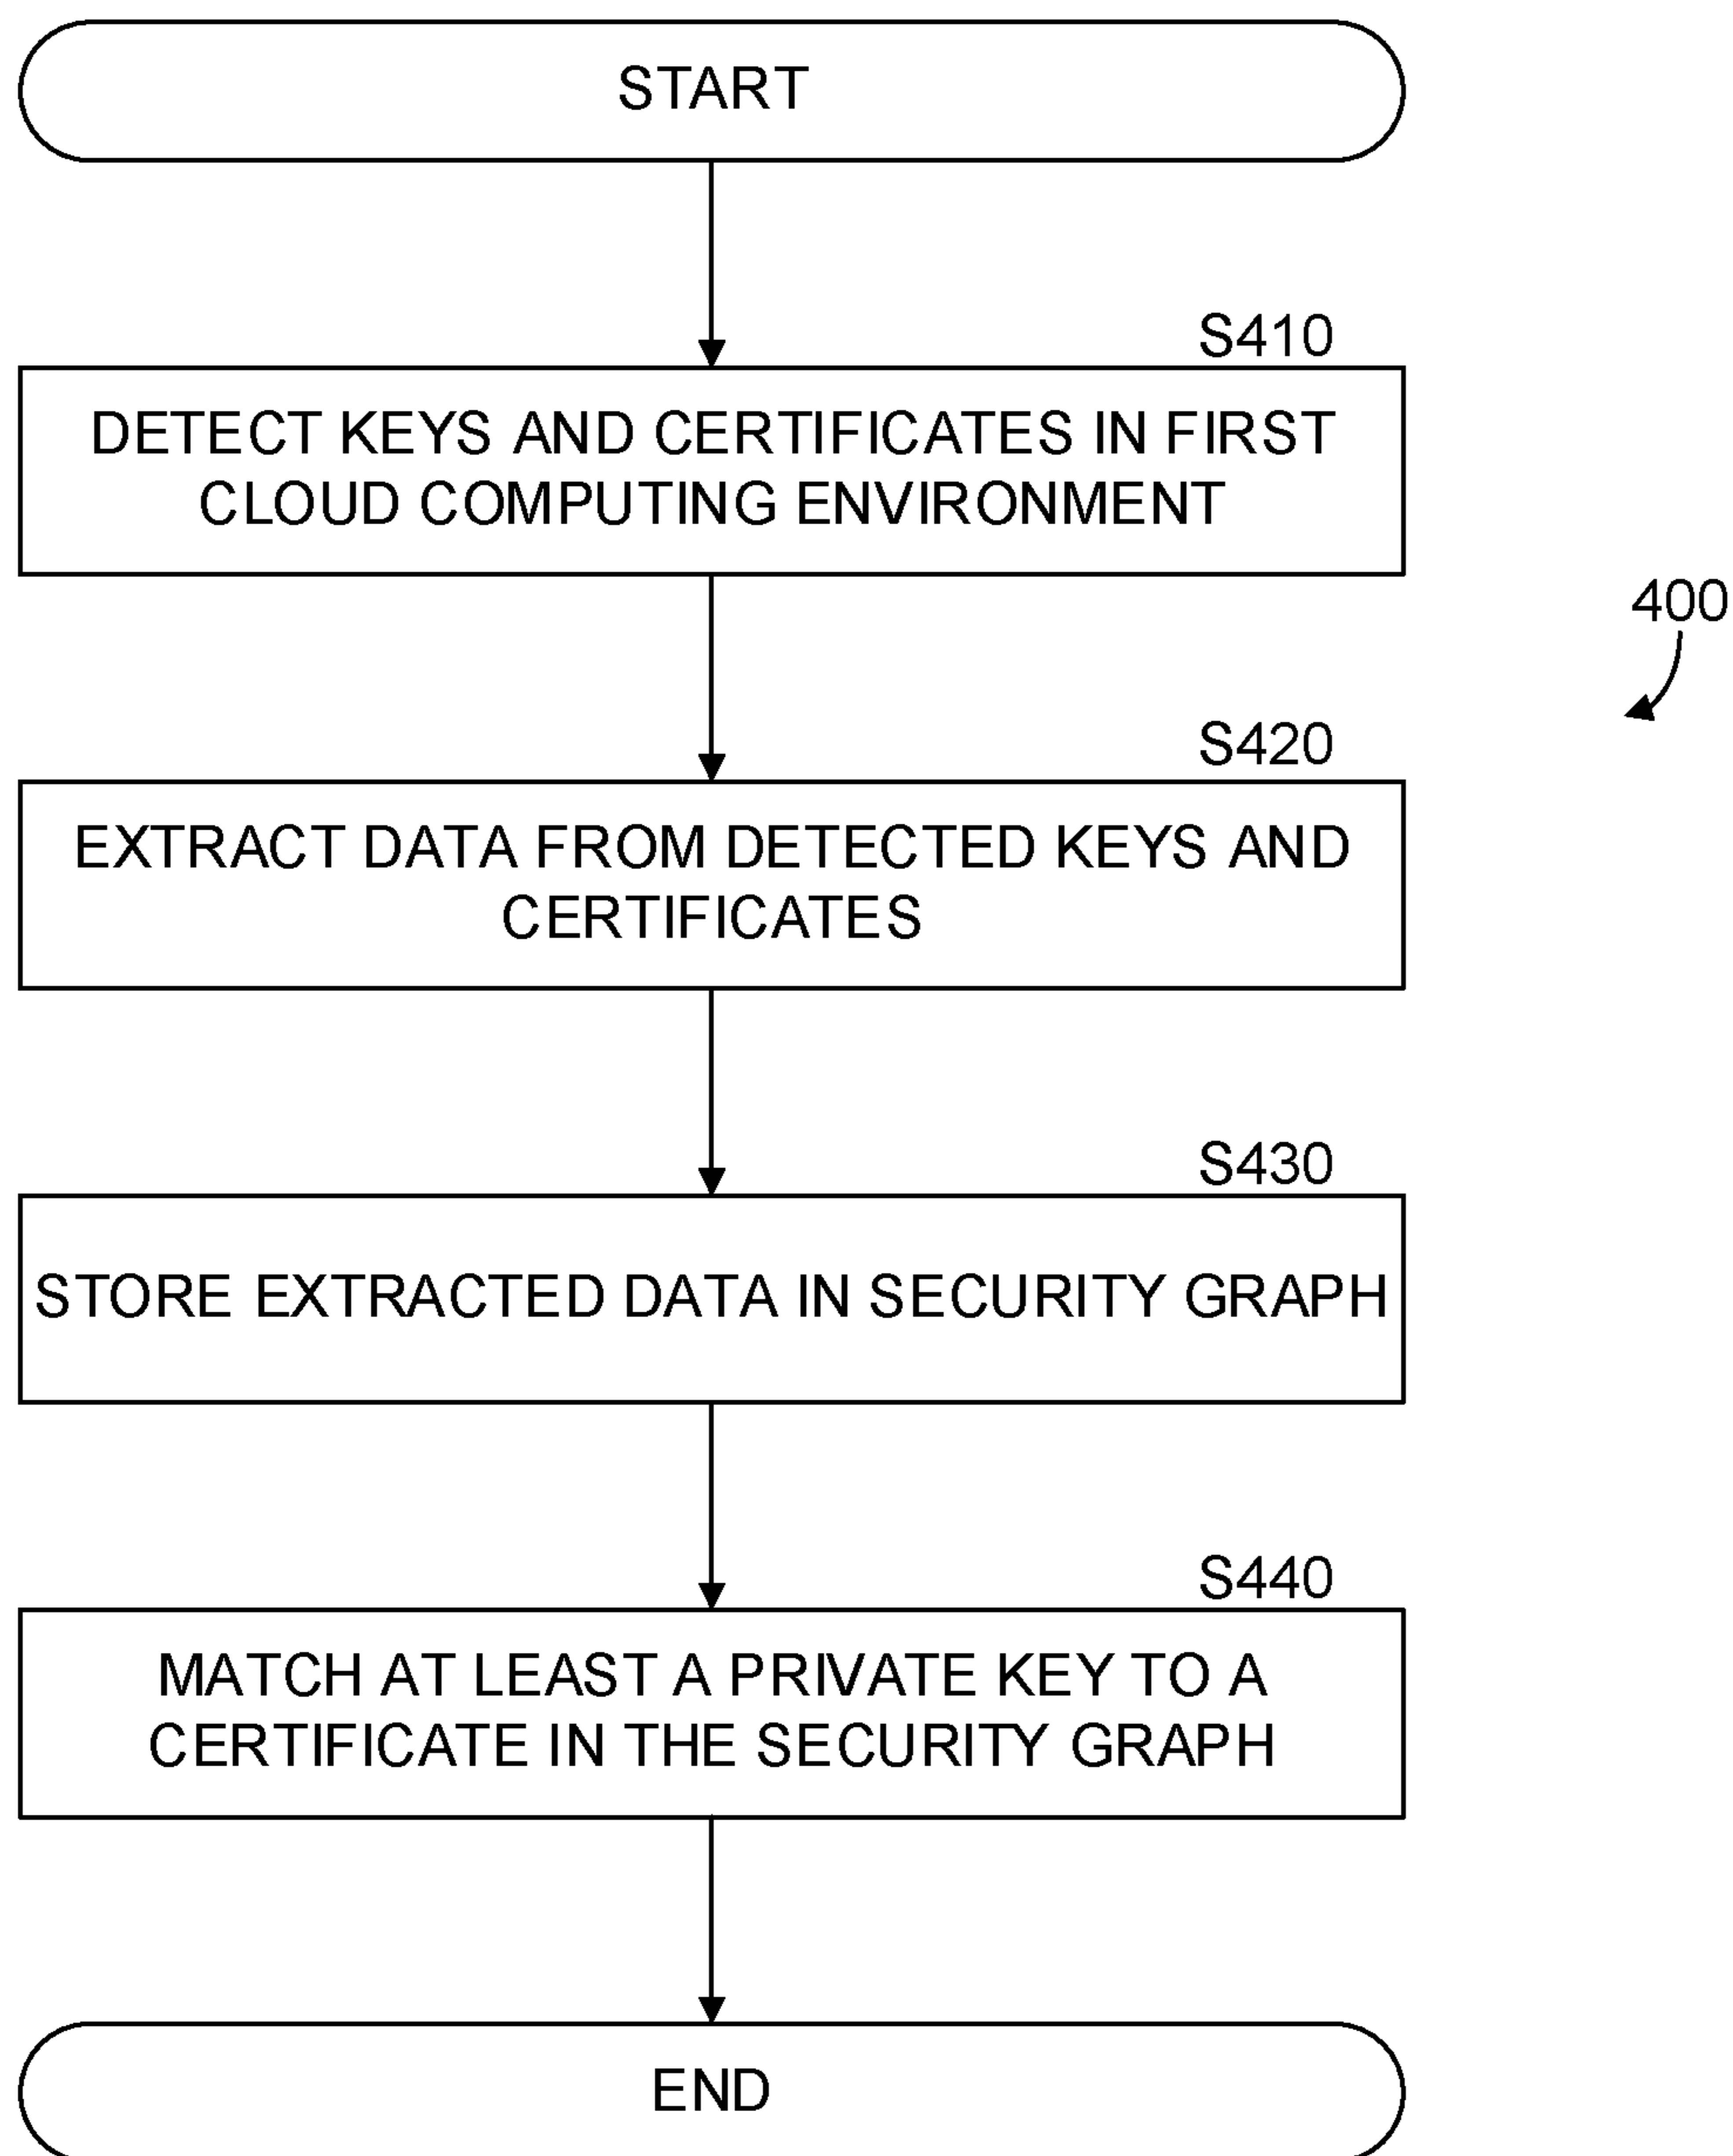 START
S410
DETECT KEYS AND CERTIFICATES IN FIRST
CLOUD COMPUTING ENVIRONMENT
400
S420
EXTRACT DATA FROM DETECTED KEYS AND
CERTIFICATES
S430
STORE EXTRACTED DATA IN SECURITY GRAPH
S440
MATCH AT LEAST A PRIVATE KEY TO A
CERTIFICATE IN THE SECURITY GRAPH
END